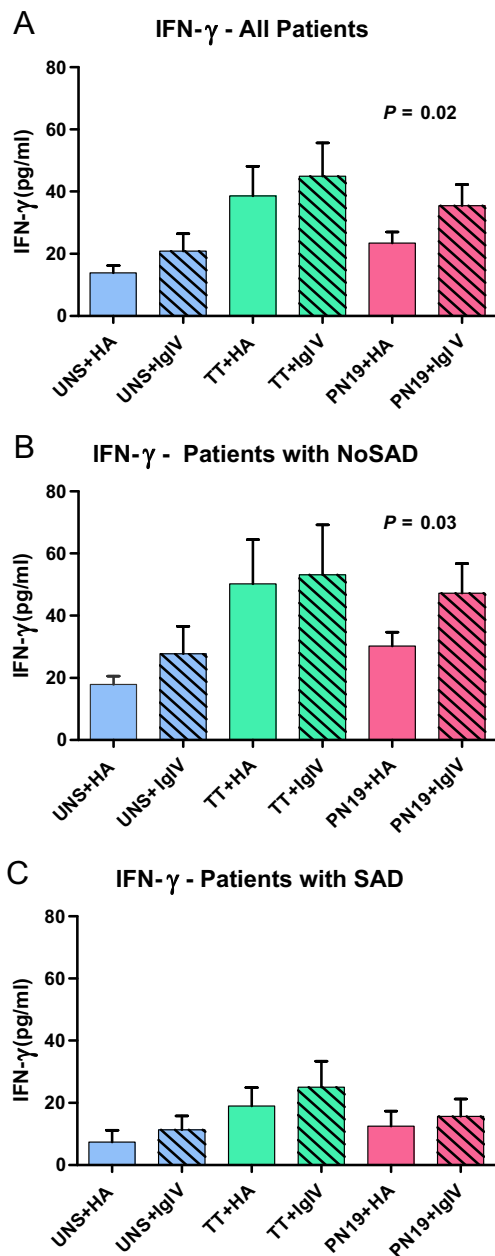 A
IFN-γ - All Patients
80
60
40
20
0
IFN-γ(pg/ml)
P = 0.02
UNS+HA
UNS+IgIV
TT+HA
TT+IgIV
PN19+HA
PN19+IgIV
B
IFN-γ - Patients with NoSAD
80
60
40
20
0
IFN-γ(pg/ml)
P = 0.03
UNS+HA
UNS+IgIV
TT+HA
TT+IgIV
PN19+HA
PN19+IGIV
C
IFN-γ - Patients with SAD
80
60
40
20
0
IFN-γ(pg/ml)
UNS+HA
UNS+IgIV
TT+HA
TT+IgIV
PN19+HA
PN19+IGIV